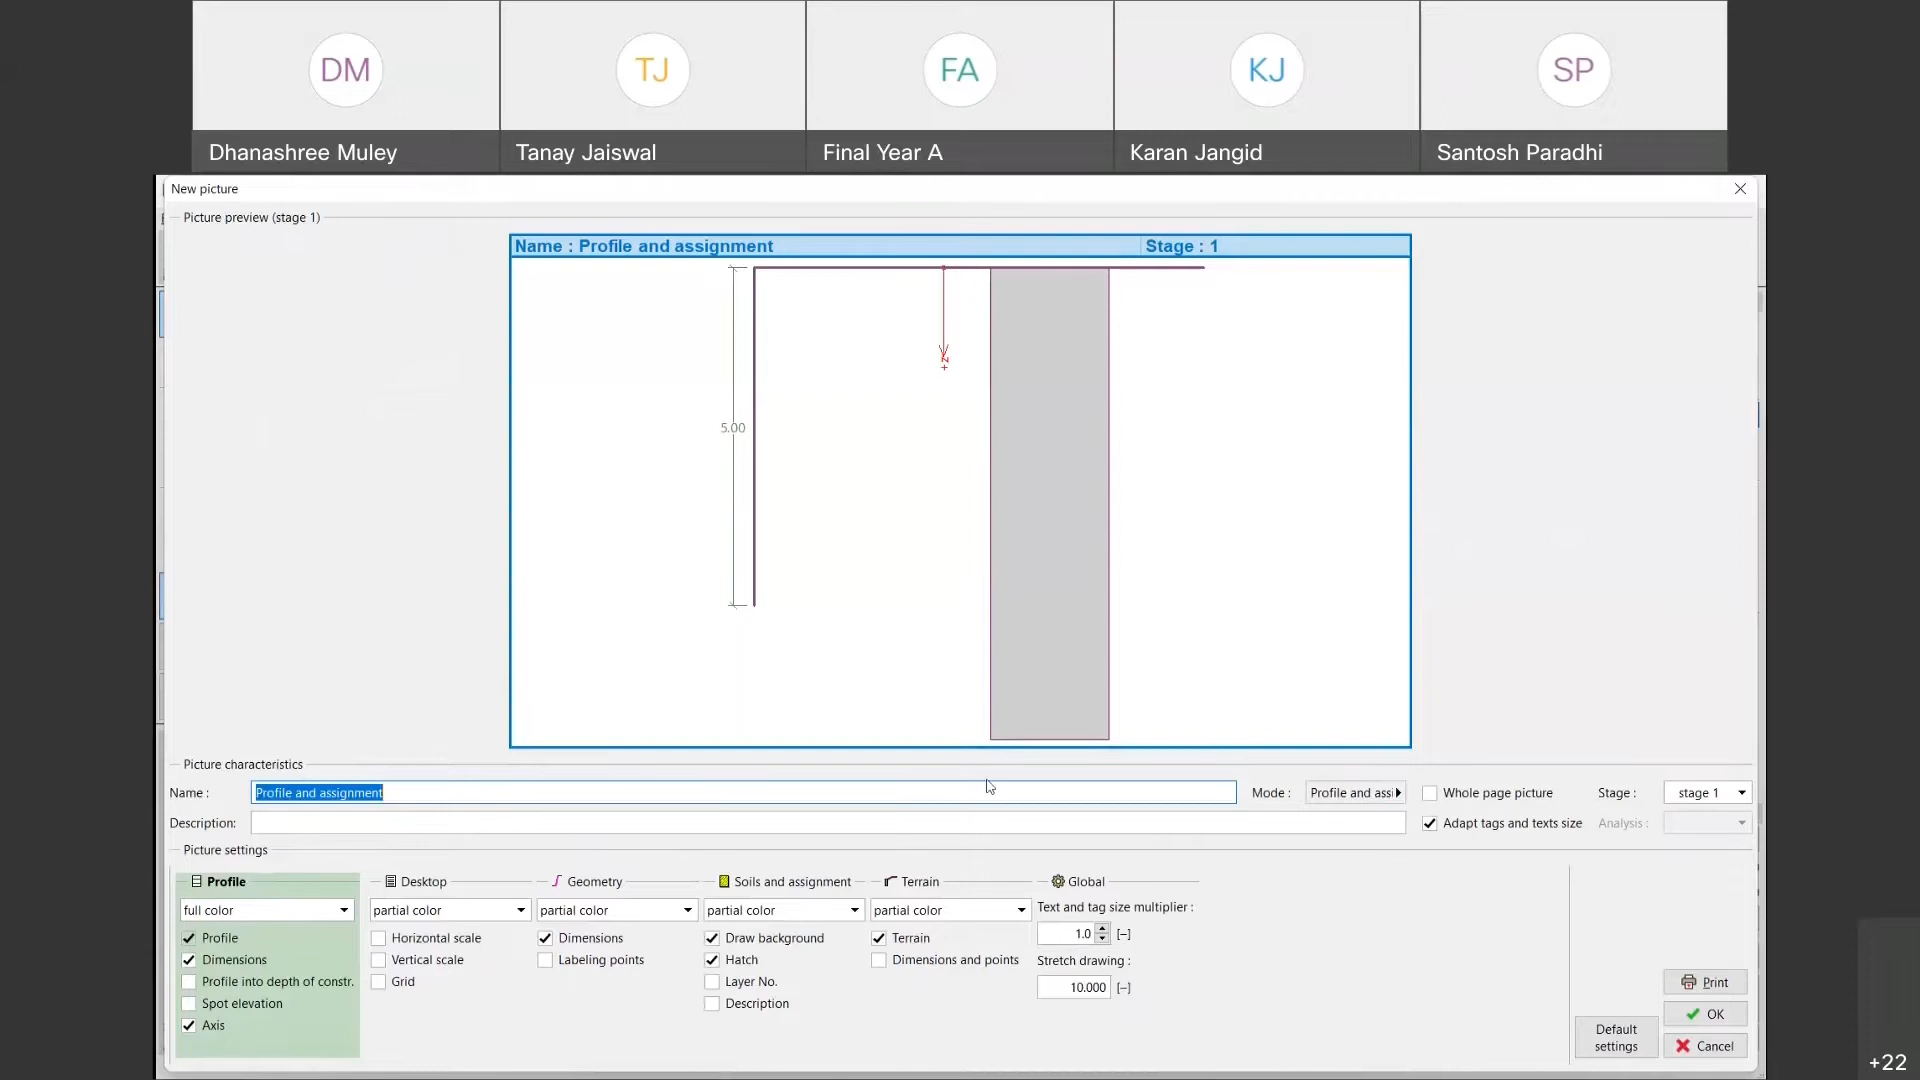 DM
TJ
FA
KJ
SP
Dhanashree Muley
Tanay Jaiswal
Final Year A
Karan Jangid
Santosh Paradhi
New picture
Picture preview (stage 1)
Name : Profile and assignment
Stage : 1
+z
5.00
Picture characteristics
Name :
Profile and assignment
Mode :
Profile and assi
Whole page picture
Stage :
stage 1
Description:
Adapt tags and texts size
Analysis :
Picture settings
Profile
Desktop
Geometry
Soils and assignment
Terrain
Global
full color
partial color
partial color
partial color
partial color
Text and tag size multiplier :
Profile
Horizontal scale
Dimensions
Draw background
Terrain
1.0
[–]
Dimensions
Vertical scale
Labeling points
Hatch
Dimensions and points
Stretch drawing :
Profile into depth of constr.
Grid
Layer No.
10.000
[–]
Print
Spot elevation
Description
OK
Axis
Default settings
Cancel
+22